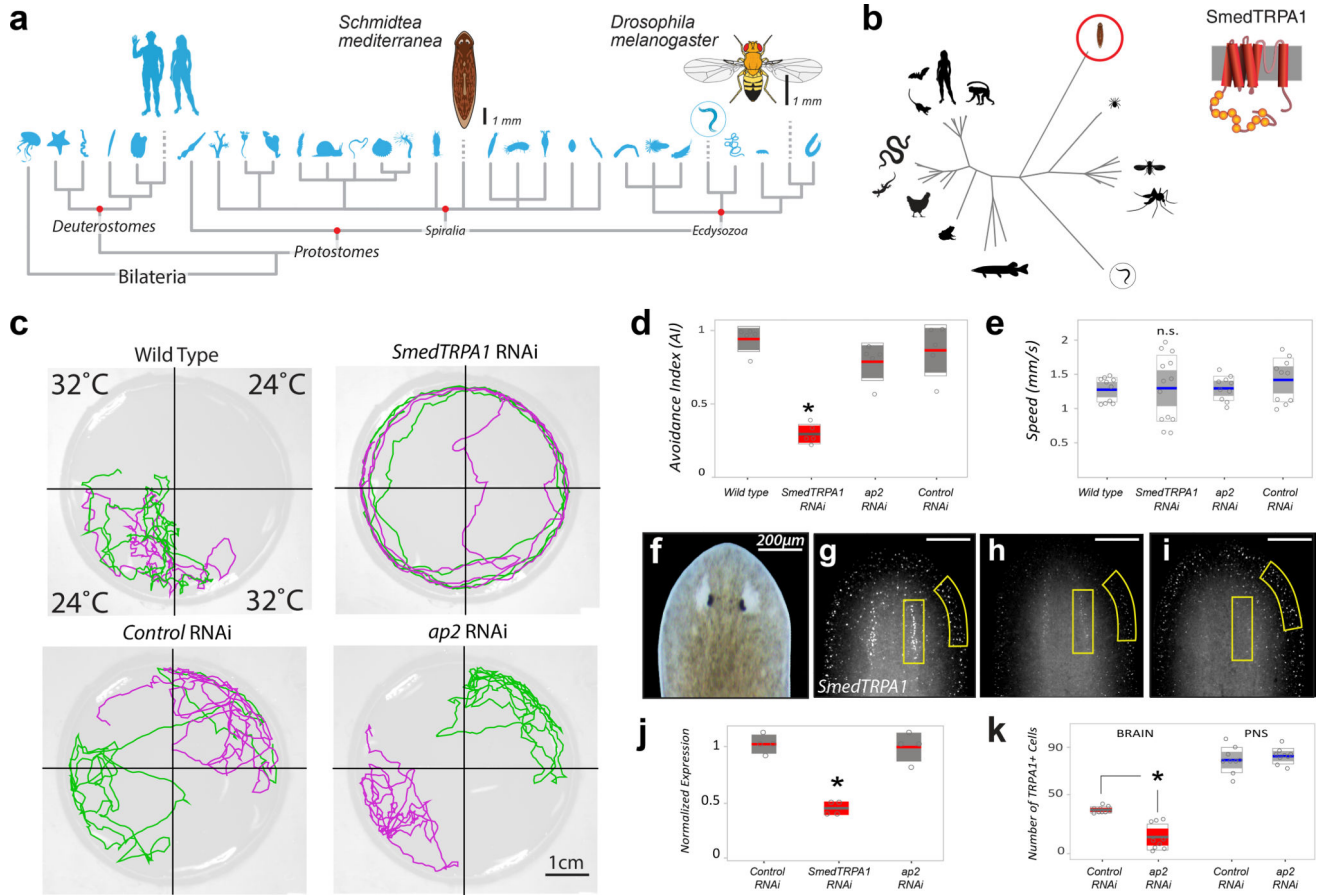 a
Schmidtea
mediterranea
1 mm
Drosophila
melanogaster
1 mm
Deuterostomes
Protostomes
Spiralia
Ecdysozoa
Bilateria
b
SmedTRPA1
c
Wild Type
32˚C
24˚C
24˚C
32˚C
SmedTRPA1 RNAi
Control RNAi
ap2 RNAi
1cm
d
Avoidance Index (AI)
1
0.5
0
*
Wild type
SmedTRPA1
RNAi
ap2
RNAi
Control
RNAi
e
Speed (mm/s)
2
1.5
1
0.5
n.s.
Wild type
SmedTRPA1
RNAi
ap2
RNAi
Control
RNAi
f
200µm
g
SmedTRPA1
h
i
j
Normalized Expression
1
0.5
0
*
Control
RNAi
SmedTRPA1
RNAi
ap2
RNAi
k
Number of TRPA1+ Cells
90
50
0
BRAIN
PNS
*
Control
RNAi
ap2
RNAi
Control
RNAi
ap2
RNAi